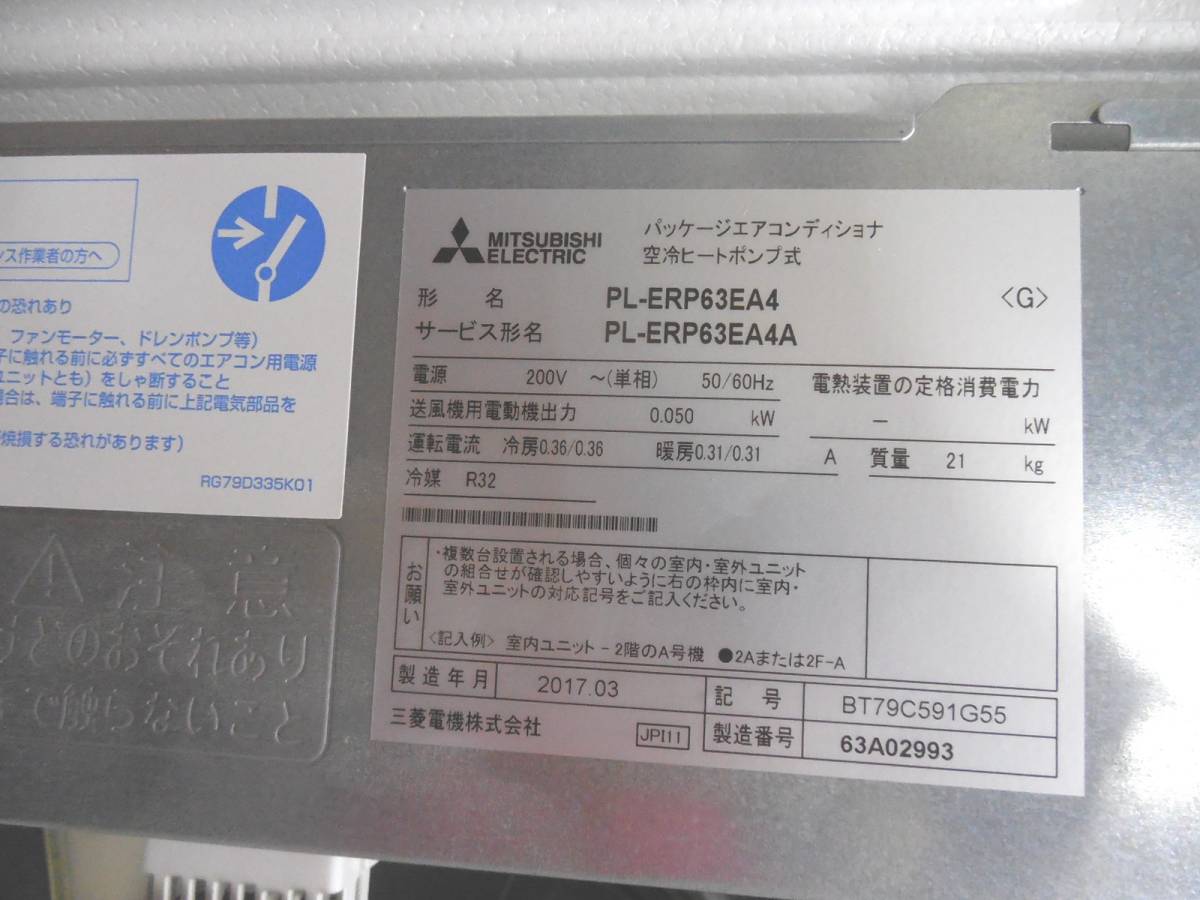 ス作業者の方へ
の恐れあり
ファンモーター、ドレンポンプ等)
子に触れる前に必ずすべてのエアコン用電源
ユニットとも)をしゃ断すること
場合は、端子に触れる前に上記電気部品を
焼損する恐れがあります)
RG79D335K01
注意
などのおそれあり
で触らないこと
MITSUBISHI
ELECTRIC
パッケージエアコンディショナ
空冷ヒートポンプ式
形 名 PL-ERP63EA4 〈G〉
サービス形名 PL-ERP63EA4A
電源 200V ~(単相) 50/60Hz
電熱装置の定格消費電力
送風機用電動機出力 0.050 kW
− kW
運転電流 冷房0.36/0.36 暖房0.31/0.31 A
質量 21 kg
冷媒 R32
お願い
・複数台設置される場合、個々の室内・室外ユニット
の組合せが確認しやすいように右の枠内に室内・
室外ユニットの対応記号をご記入ください。
〈記入例〉 室内ユニット − 2階のA号機 ●2Aまたは2F-A
製造年月 2017.03
記 号 BT79C591G55
三菱電機株式会社 JPI11
製造番号 63A02993